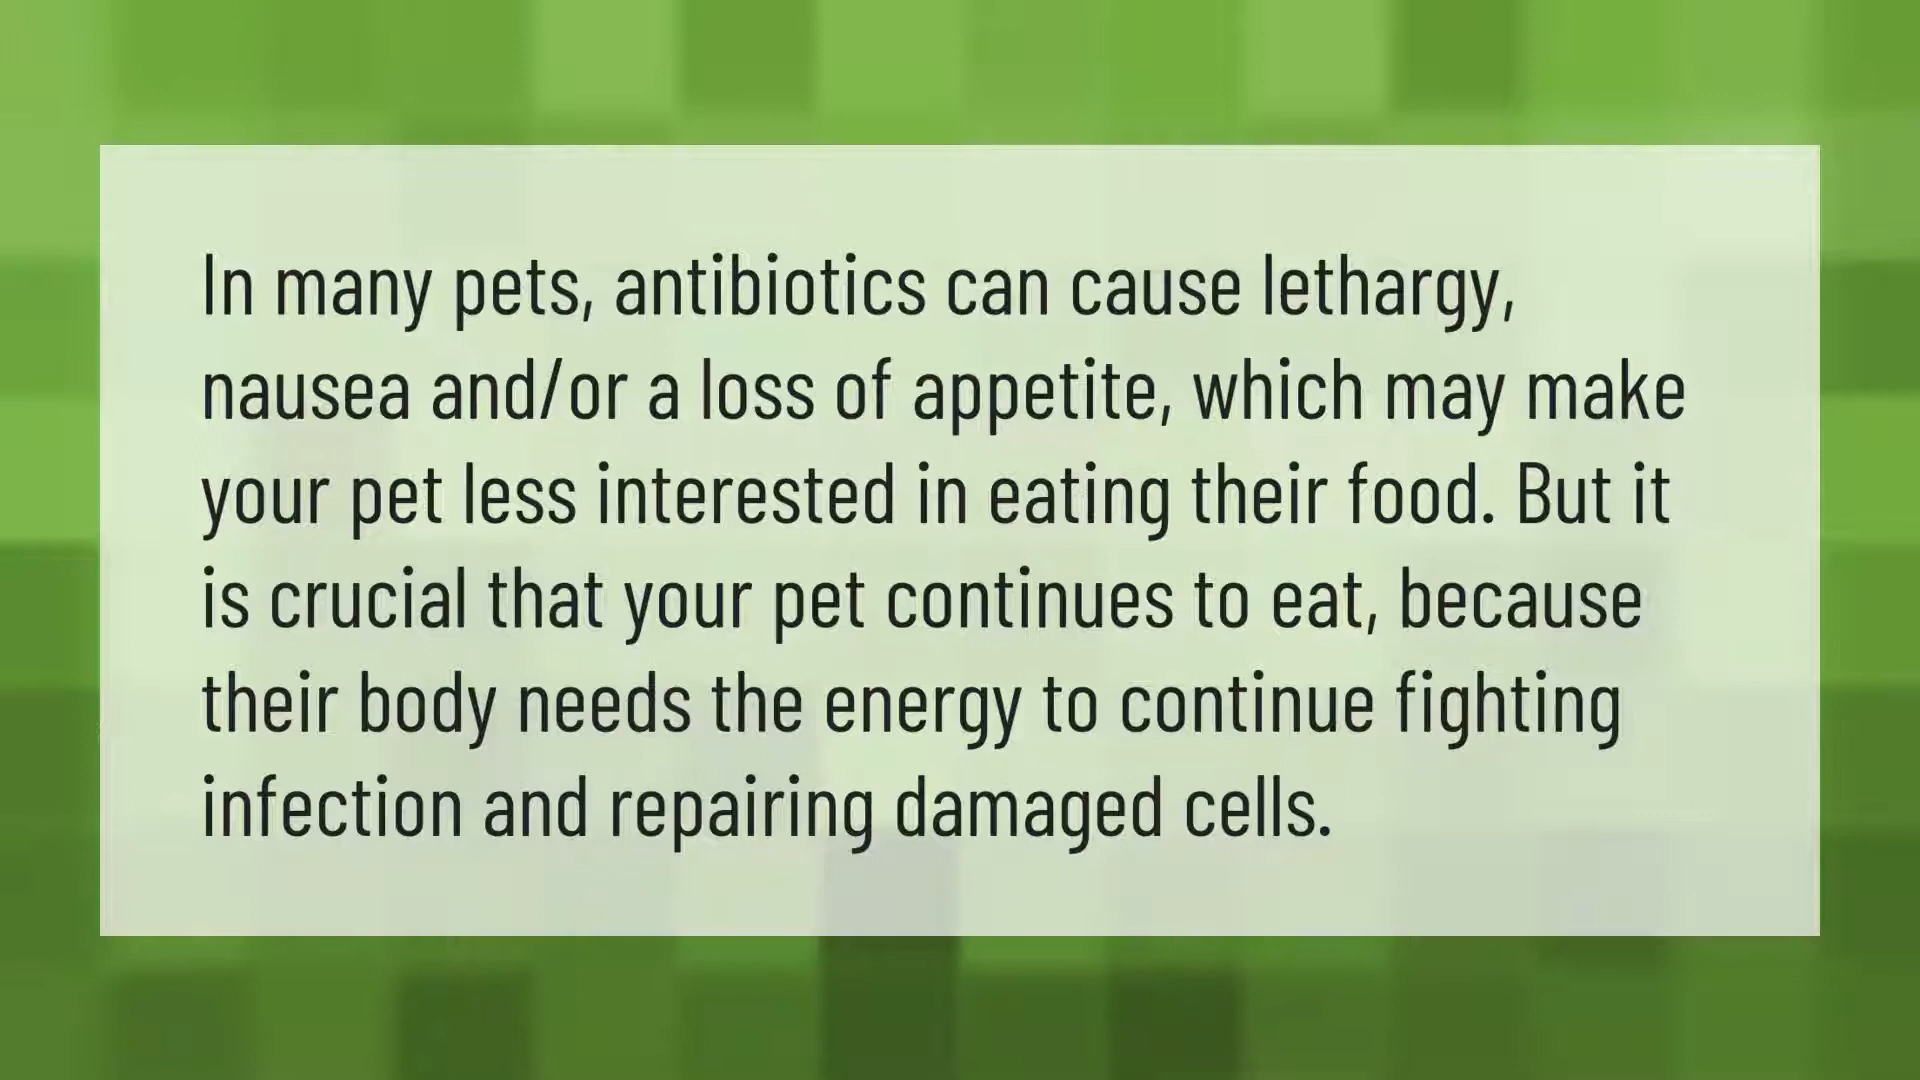 In many pets, antibiotics can cause lethargy,
nausea and/or a loss of appetite, which may make
your pet less interested in eating their food. But it
is crucial that your pet continues to eat, because
their body needs the energy to continue fighting
infection and repairing damaged cells.